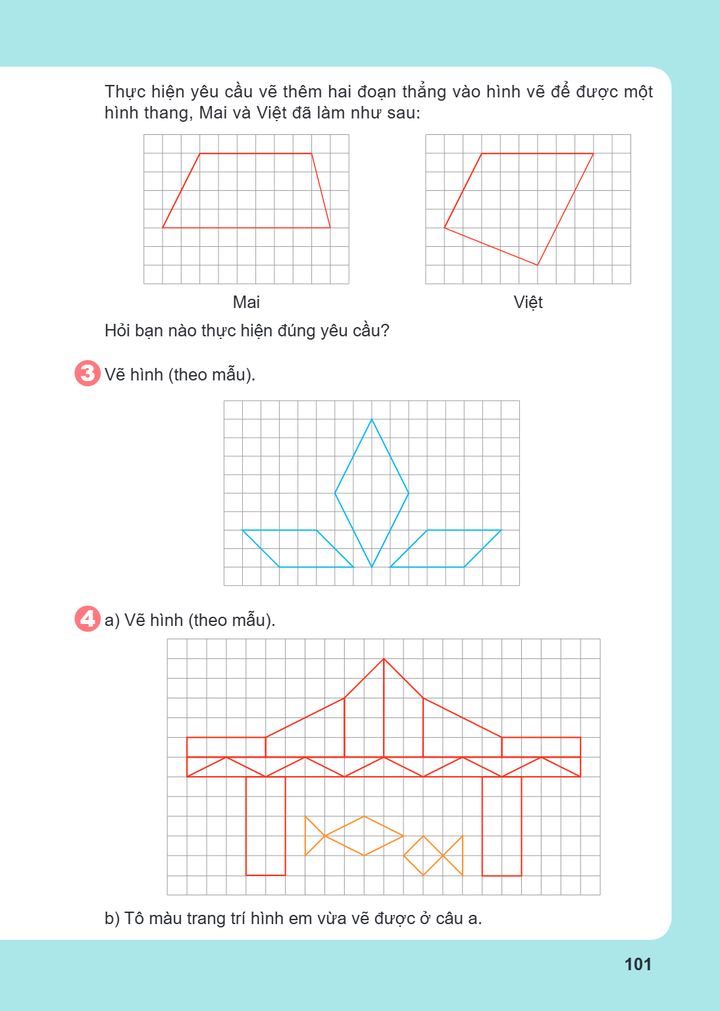 Thực hiện yêu cầu vẽ thêm hai đoạn thẳng vào hình vẽ để được một
hình thang, Mai và Việt đã làm như sau:
Mai
Việt
Hỏi bạn nào thực hiện đúng yêu cầu?
3 Vẽ hình (theo mẫu).
4 a) Vẽ hình (theo mẫu).
b) Tô màu trang trí hình em vừa vẽ được ở câu a.
101